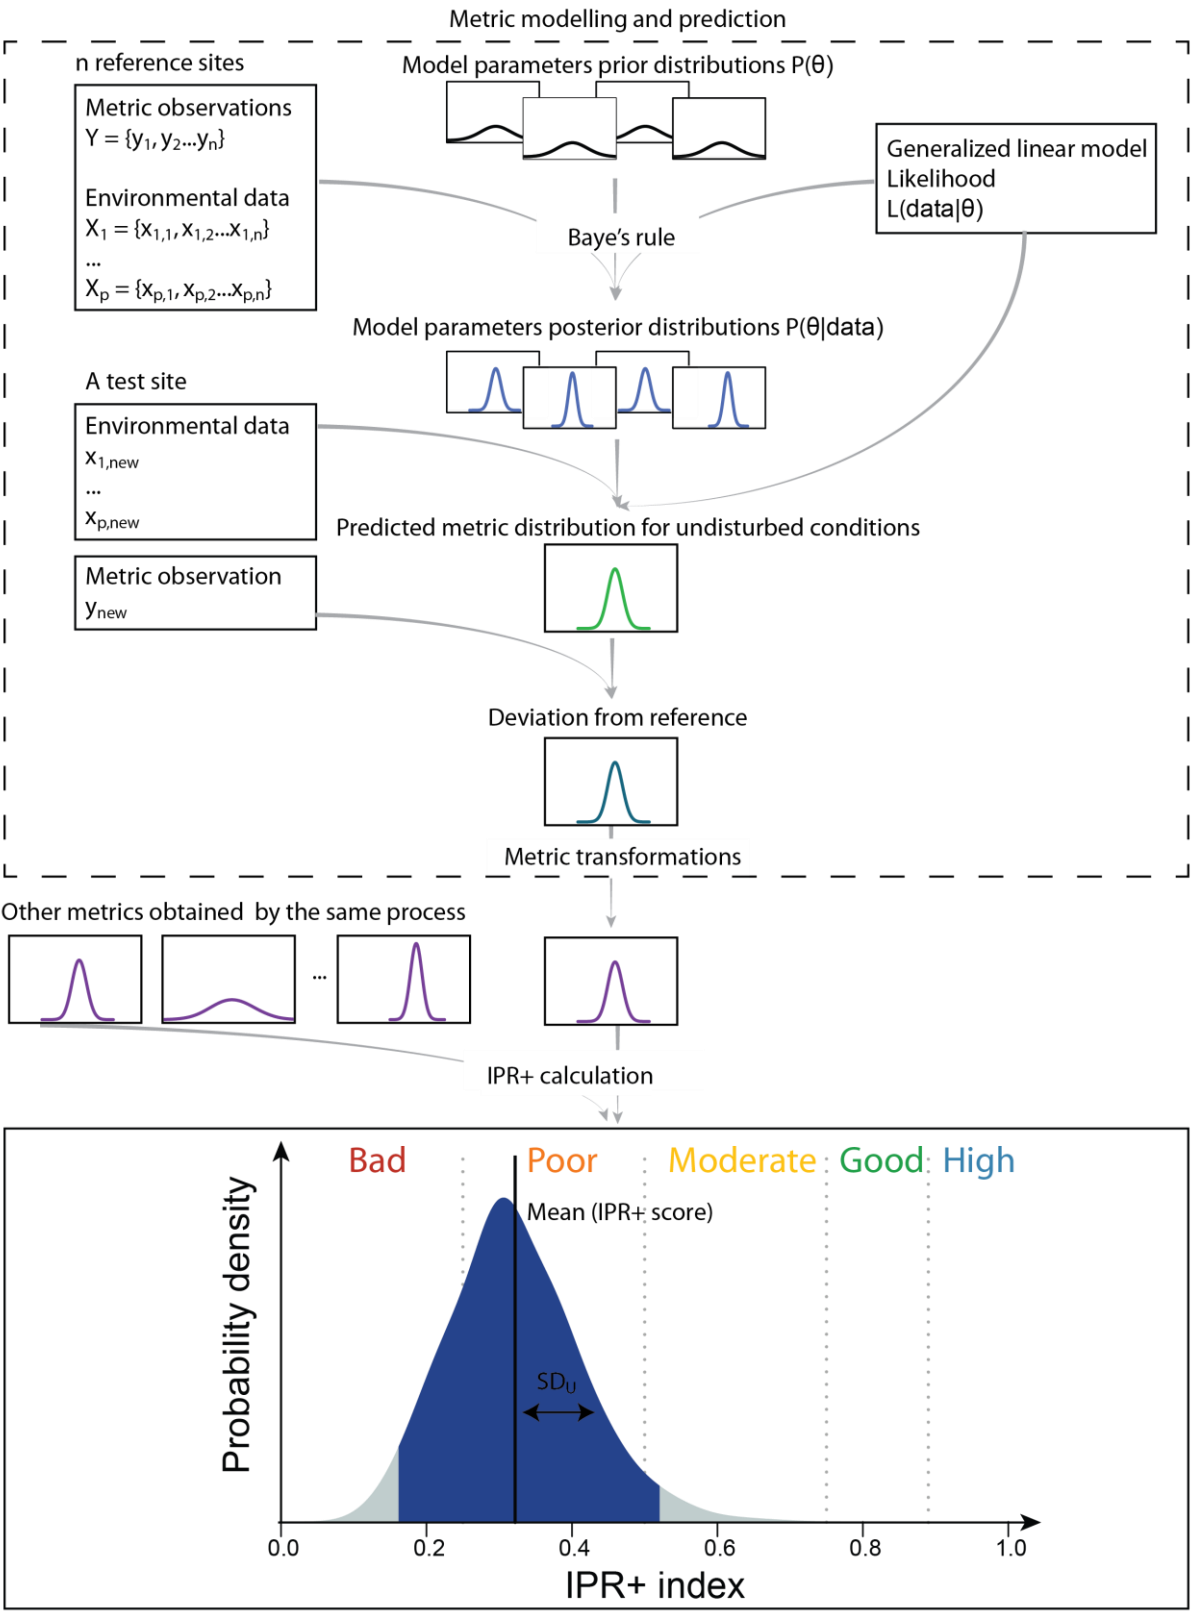 Metric modelling and prediction
n reference sites
Model parameters prior distributions P(θ)
Metric observations
Y = {y1, y2...yn}
Environmental data
X1 = {x1,1, x1,2...x1,n}
...
Xp = {xp,1, xp,2...xp,n}
Generalized linear model
Likelihood
L(data|θ)
Baye's rule
Model parameters posterior distributions P(θ|data)
A test site
Environmental data
x1,new
...
xp,new
Predicted metric distribution for undisturbed conditions
Metric observation
ynew
Deviation from reference
Metric transformations
Other metrics obtained by the same process
...
IPR+ calculation
Bad Poor Moderate Good High
Mean (IPR+ score)
SDU
Probability density
0.0 0.2 0.4 0.6 0.8 1.0
IPR+ index